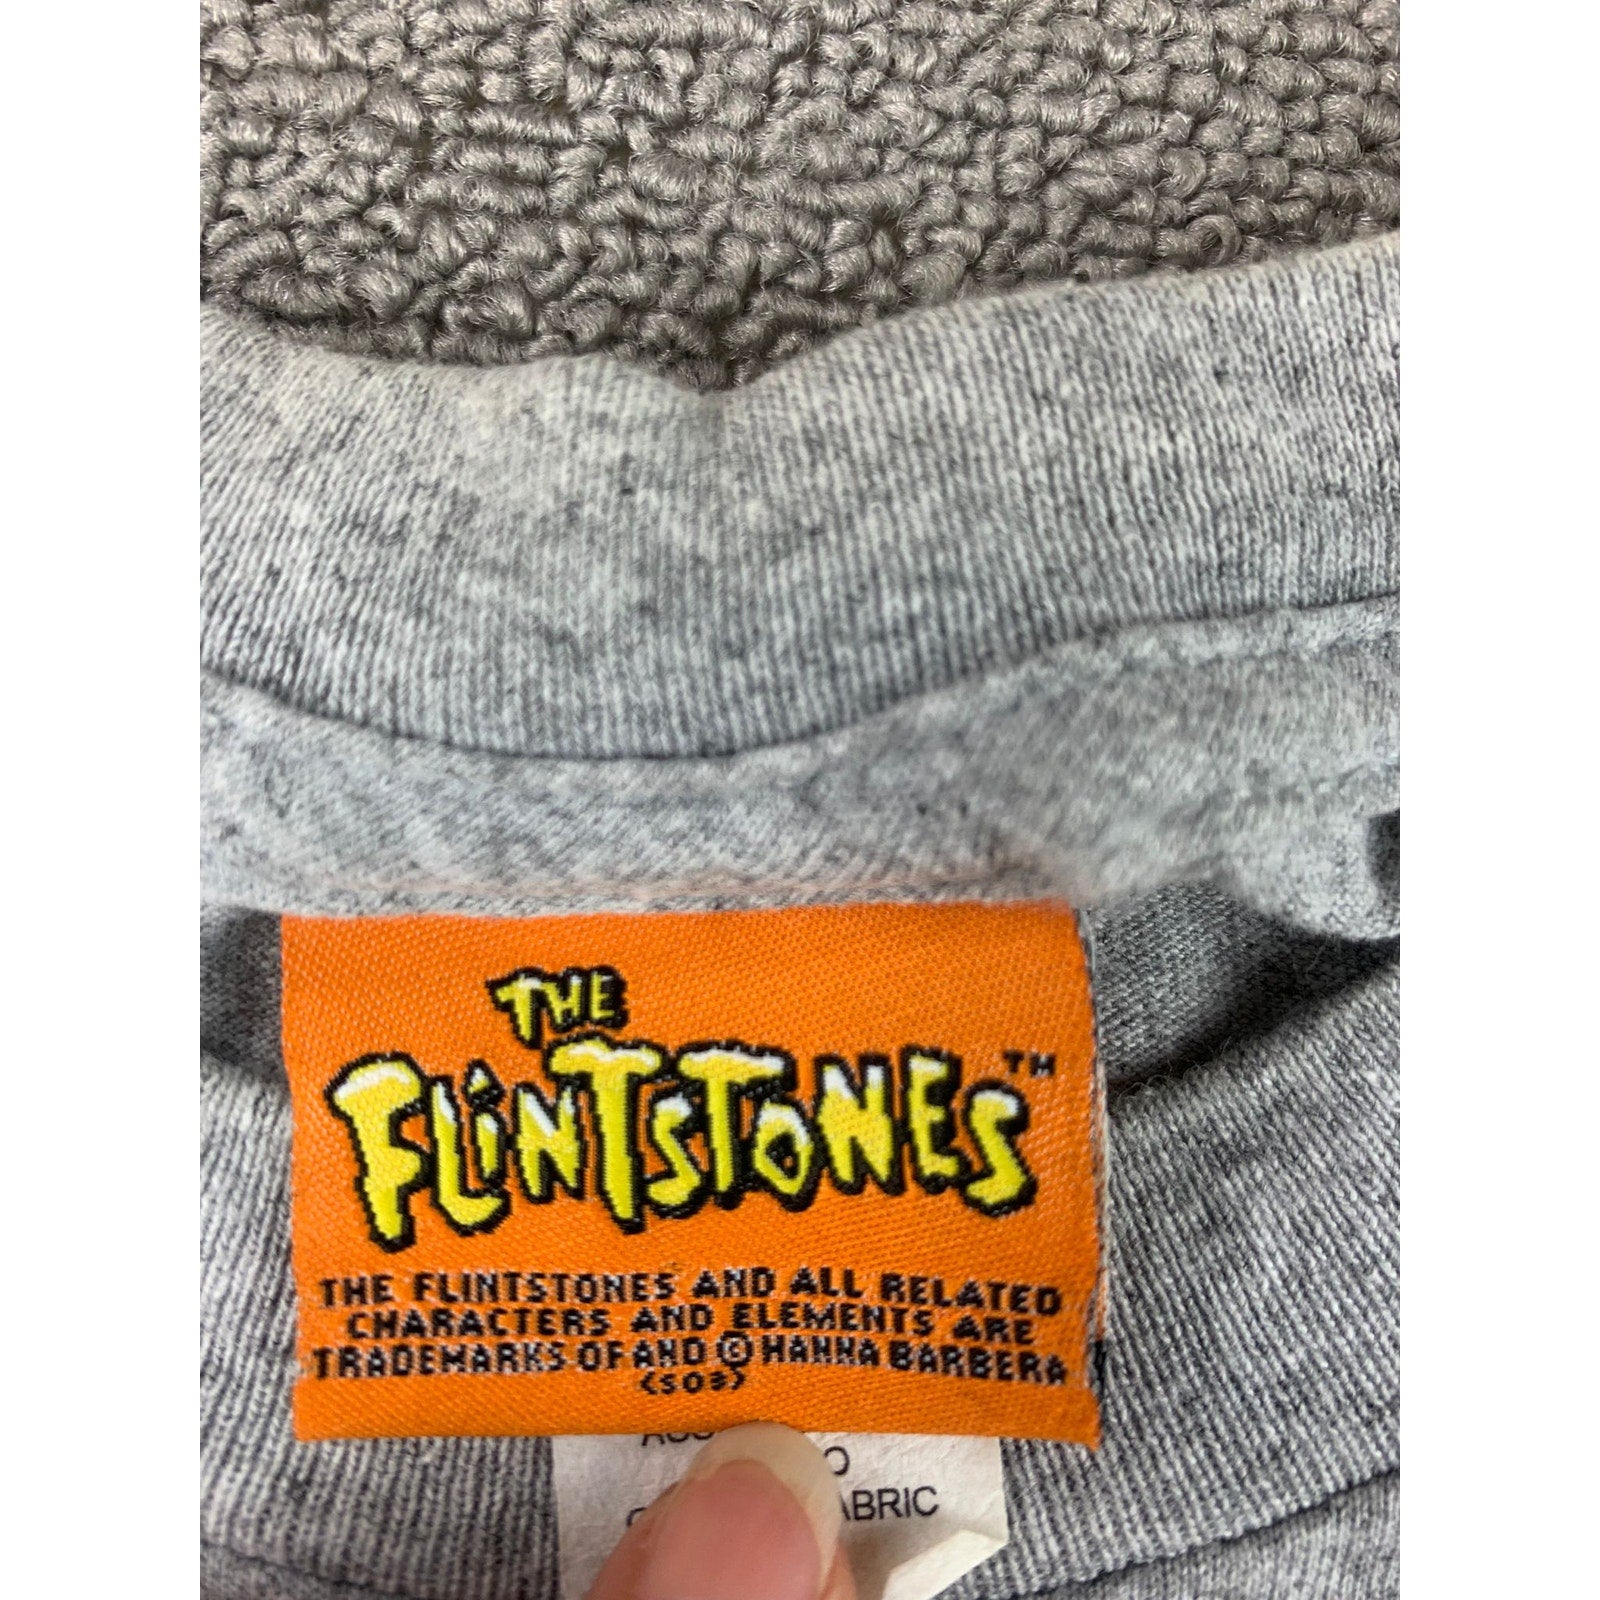 THE
FLINTSTONES™
THE FLINTSTONES AND ALL RELATED
CHARACTERS AND ELEMENTS ARE
TRADEMARKS OF AND © HANNA BARBERA
(S03)
O
ABRIC